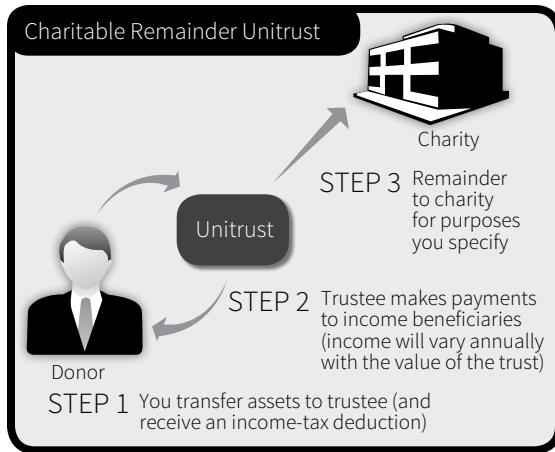 Charitable Remainder Unitrust
Charity
STEP 3 Remainder
to charity
for purposes
you specify
Unitrust
STEP 2 Trustee makes payments
to income beneficiaries
(income will vary annually
with the value of the trust)
Donor
STEP 1 You transfer assets to trustee (and
receive an income-tax deduction)